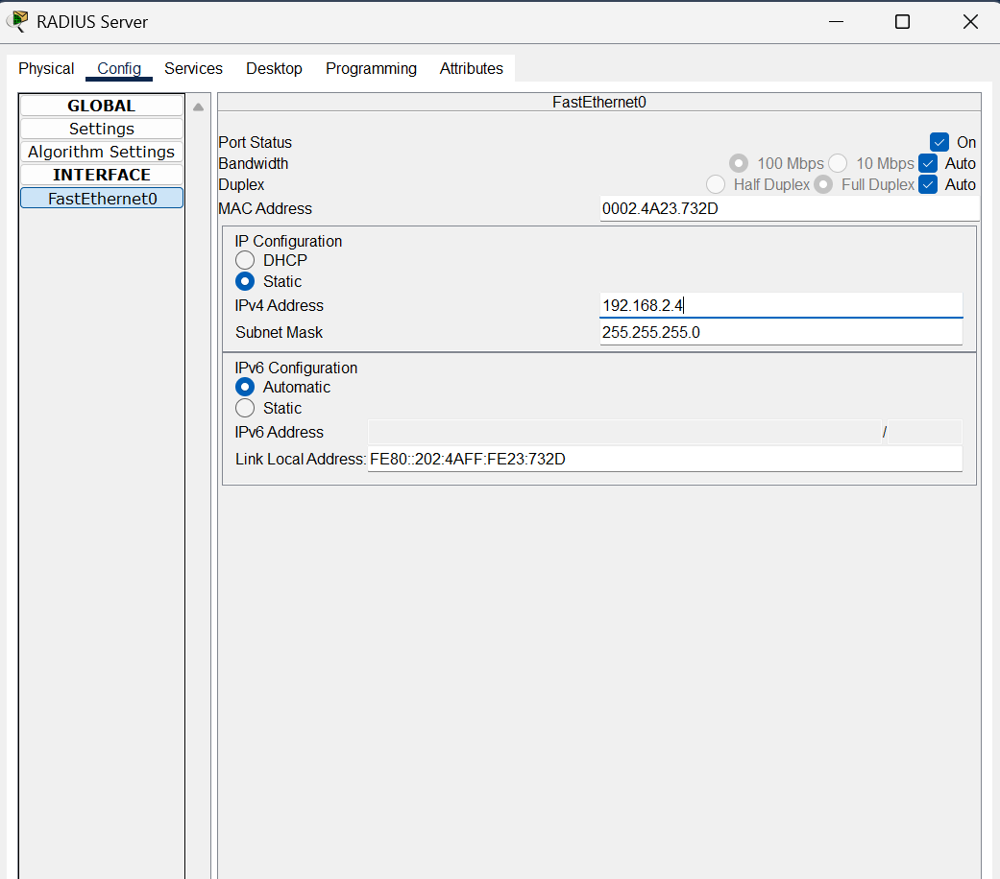 RADIUS Server
Physical Config Services Desktop Programming Attributes
GLOBAL
Settings
Algorithm Settings
INTERFACE
FastEthernet0
FastEthernet0
Port Status On
Bandwidth 100 Mbps 10 Mbps Auto
Duplex Half Duplex Full Duplex Auto
MAC Address 0002.4A23.732D
IP Configuration
DHCP
Static
IPv4 Address 192.168.2.4
Subnet Mask 255.255.255.0
IPv6 Configuration
Automatic
Static
IPv6 Address /
Link Local Address: FE80::202:4AFF:FE23:732D